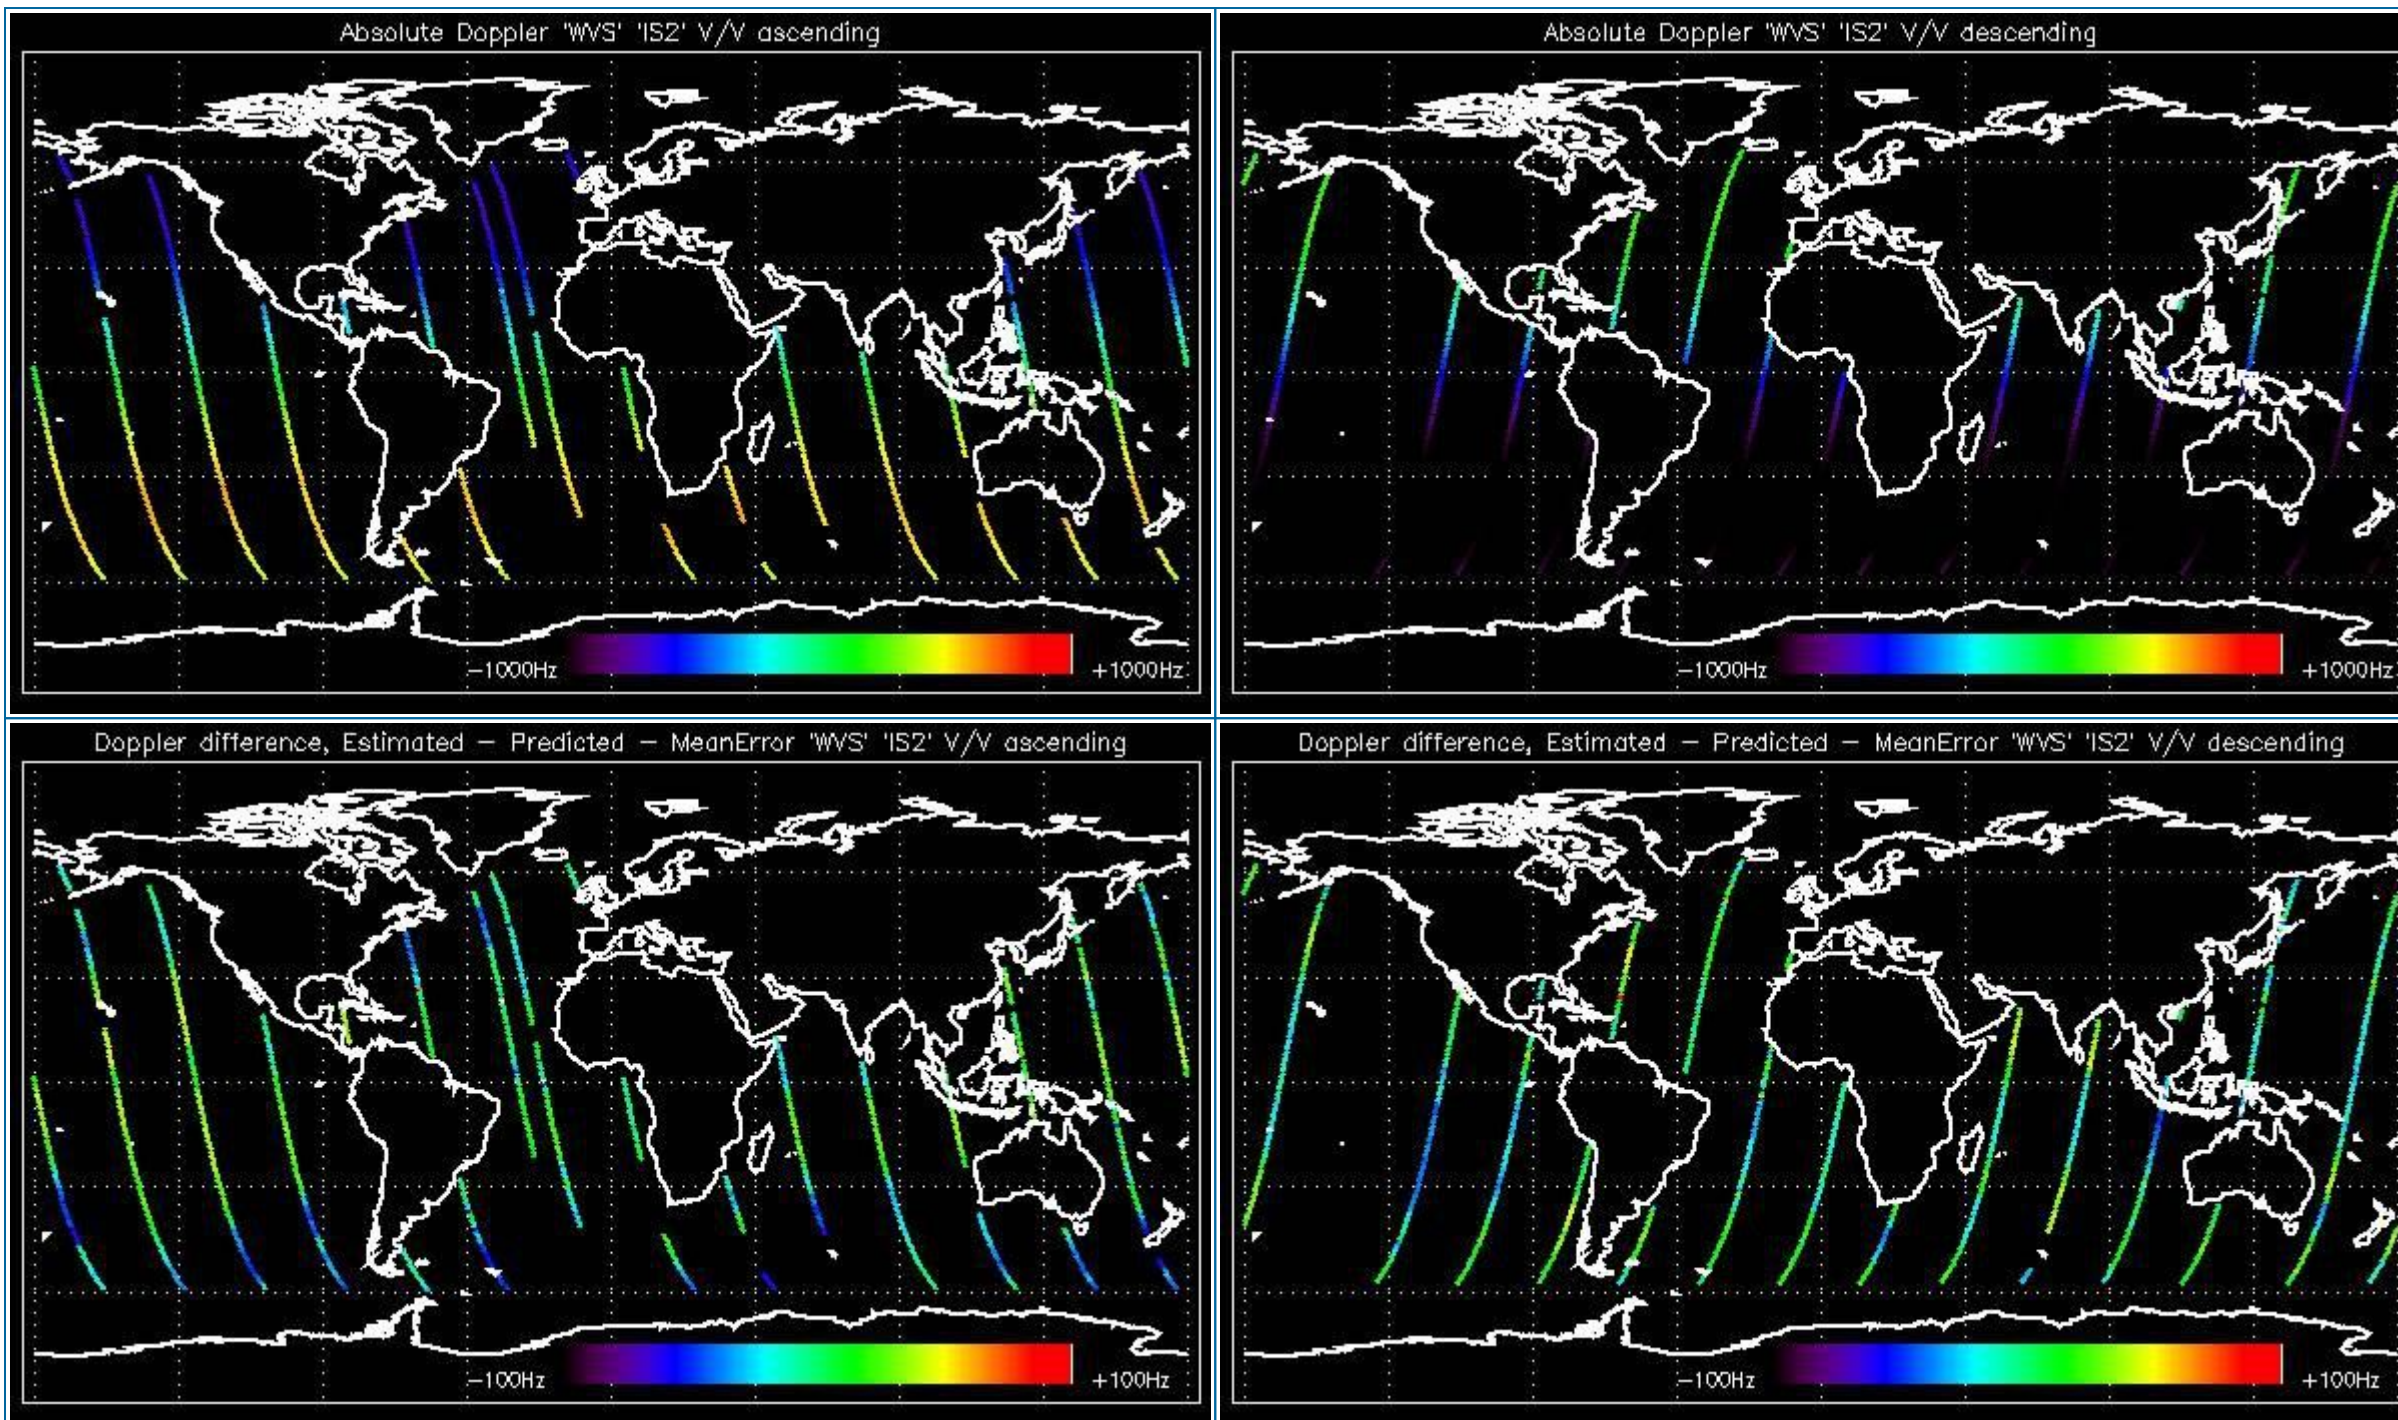 Absolute Doppler 'WVS' 'IS2' V/V ascending
-1000Hz
+1000Hz
Absolute Doppler 'WVS' 'IS2' V/V descending
-1000Hz
+1000Hz
Doppler difference, Estimated - Predicted - MeanError 'WVS' 'IS2' V/V ascending
-100Hz
+100Hz
Doppler difference, Estimated - Predicted - MeanError 'WVS' 'IS2' V/V descending
-100Hz
+100Hz